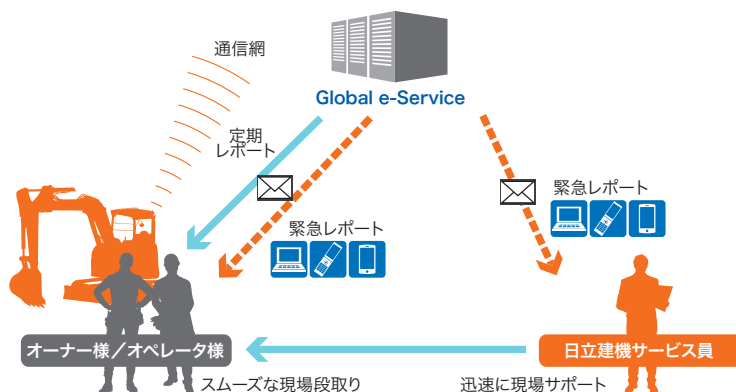 通信網
Global e-Service
定期
レポート
緊急レポート
緊急レポート
オーナー様／オペレータ様
日立建機サービス員
スムーズな現場段取り
迅速に現場サポート